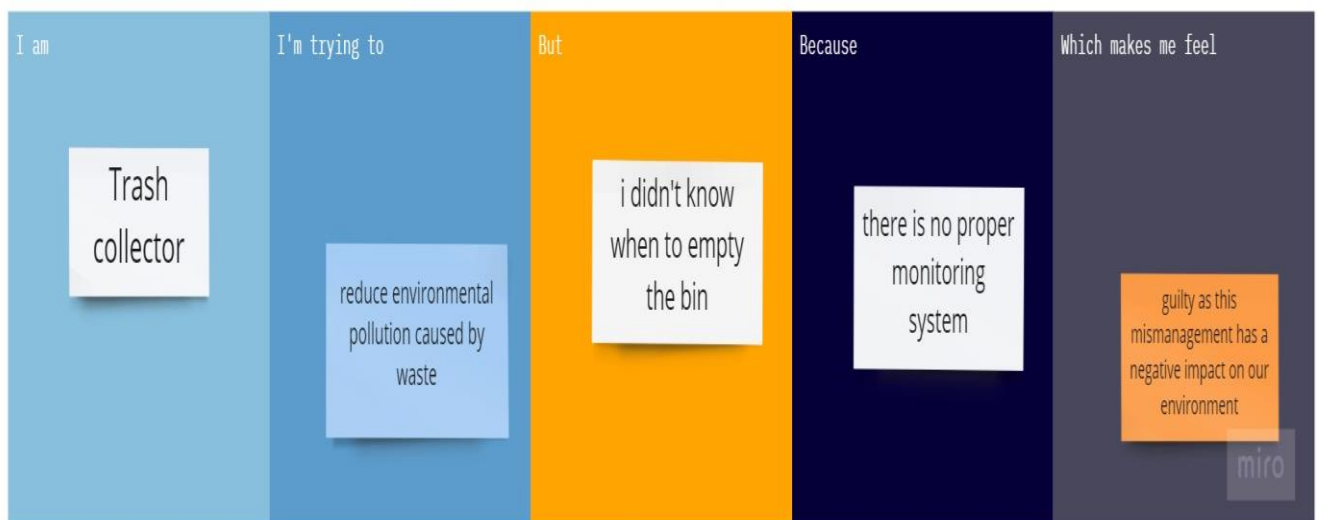 I am
Trash
collector
I'm trying to
reduce environmental
pollution caused by
waste
But
i didn't know
when to empty
the bin
Because
there is no proper
monitoring
system
Which makes me feel
guilty as this
mismanagement has a
negative impact on our
environment
miro